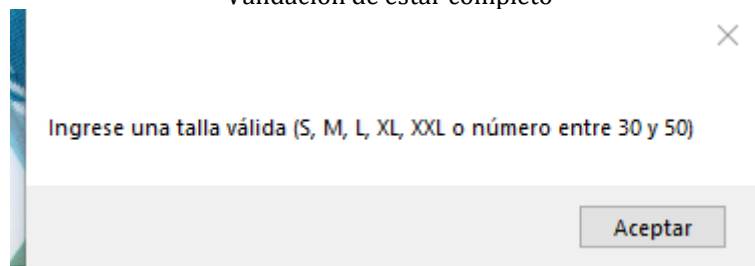 Validación de estar completo
Ingrese una talla válida (S, M, L, XL, XXL o número entre 30 y 50)
Aceptar